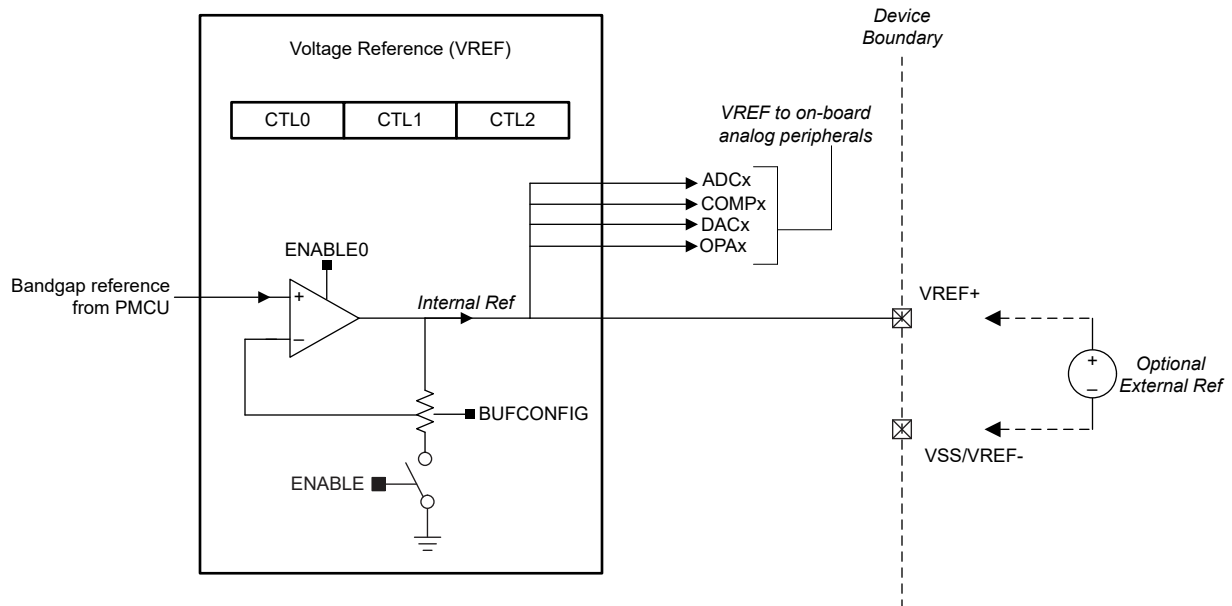 Device
Boundary
Voltage Reference (VREF)
CTL0
CTL1
CTL2
VREF to on-board
analog peripherals
ADCx
COMPx
DACx
OPAx
ENABLE0
Bandgap reference
from PMCU
+
−
Internal Ref
VREF+
+
−
Optional
External Ref
BUFCONFIG
VSS/VREF-
ENABLE